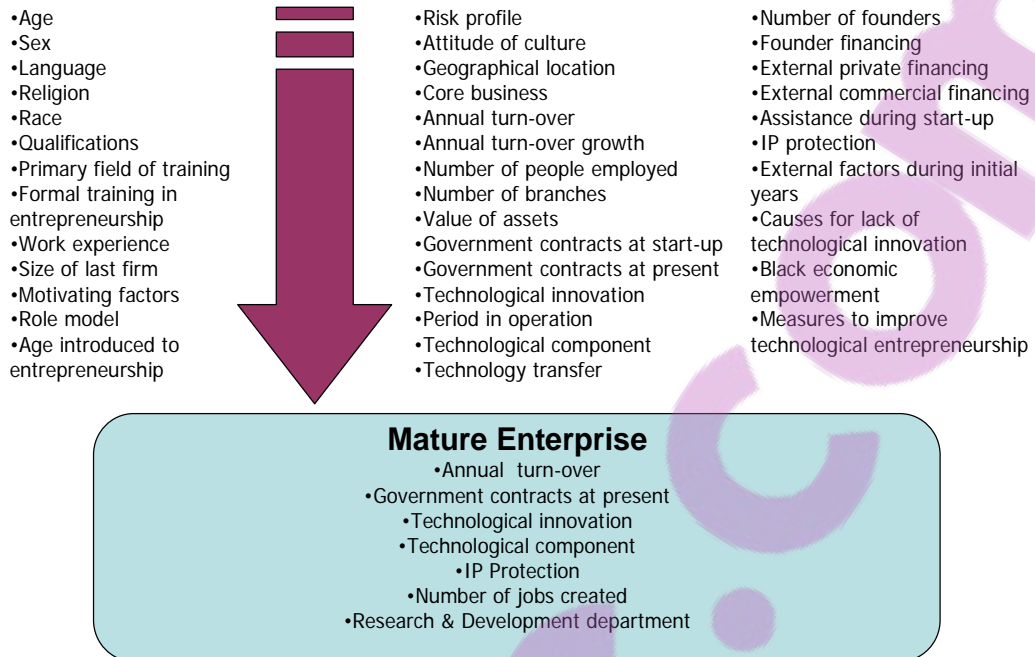 •Age
•Sex
•Language
•Religion
•Race
•Qualifications
•Primary field of training
•Formal training in
entrepreneurship
•Work experience
•Size of last firm
•Motivating factors
•Role model
•Age introduced to
entrepreneurship
•Risk profile
•Attitude of culture
•Geographical location
•Core business
•Annual turn-over
•Annual turn-over growth
•Number of people employed
•Number of branches
•Value of assets
•Government contracts at start-up
•Government contracts at present
•Technological innovation
•Period in operation
•Technological component
•Technology transfer
•Number of founders
•Founder financing
•External private financing
•External commercial financing
•Assistance during start-up
•IP protection
•External factors during initial
years
•Causes for lack of
technological innovation
•Black economic
empowerment
•Measures to improve
technological entrepreneurship
Mature Enterprise
•Annual turn-over
•Government contracts at present
•Technological innovation
•Technological component
•IP Protection
•Number of jobs created
•Research & Development department
.com